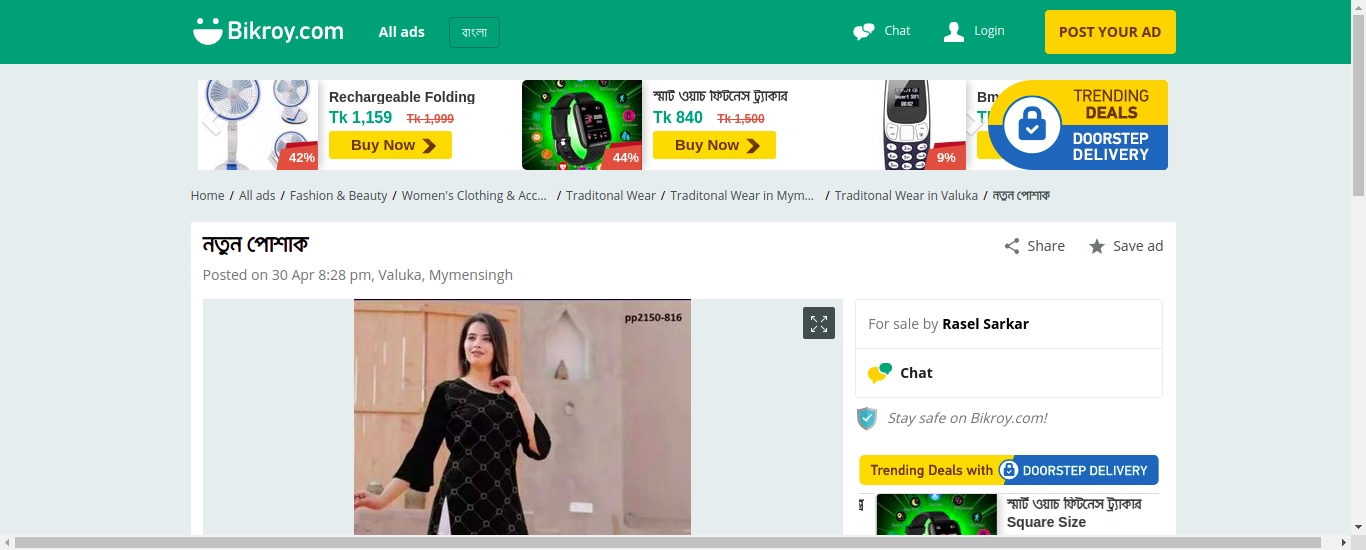 Bikroy.com All ads বাংলা Chat Login POST YOUR AD
Rechargeable Folding
Tk 1,159 Tk 1,999
Buy Now
42%
স্মার্ট ওয়াচ ফিটনেস ট্র্যাকার
Tk 840 Tk 1,500
Buy Now
44%
9%
TRENDING
DEALS
DOORSTEP
DELIVERY
Home / All ads / Fashion & Beauty / Women's Clothing & Acc... / Traditonal Wear / Traditonal Wear in Mym... / Traditonal Wear in Valuka / নতুন পোশাক
নতুন পোশাক
Share Save ad
Posted on 30 Apr 8:28 pm, Valuka, Mymensingh
pp2150-816
For sale by Rasel Sarkar
Chat
Stay safe on Bikroy.com!
Trending Deals with DOORSTEP DELIVERY
স্মার্ট ওয়াচ ফিটনেস ট্র্যাকার
Square Size